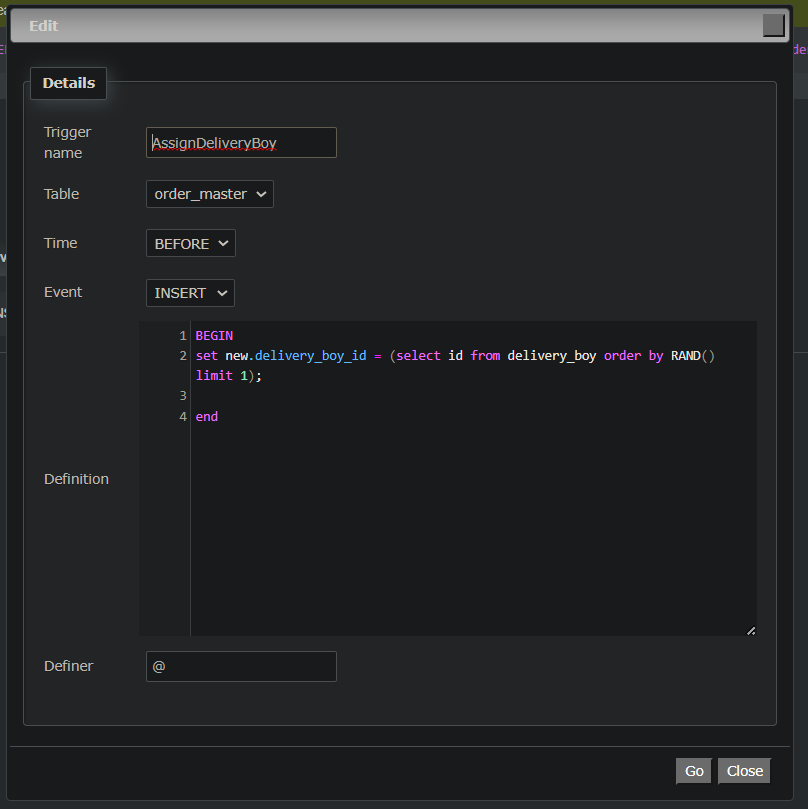 Edit
Details
Trigger
name
AssignDeliveryBoy
Table
order_master
Time
BEFORE
Event
INSERT
Definition
1 BEGIN
2 set new.delivery_boy_id = (select id from delivery_boy order by RAND()
limit 1);
3
4 end
Definer
@
Go
Close